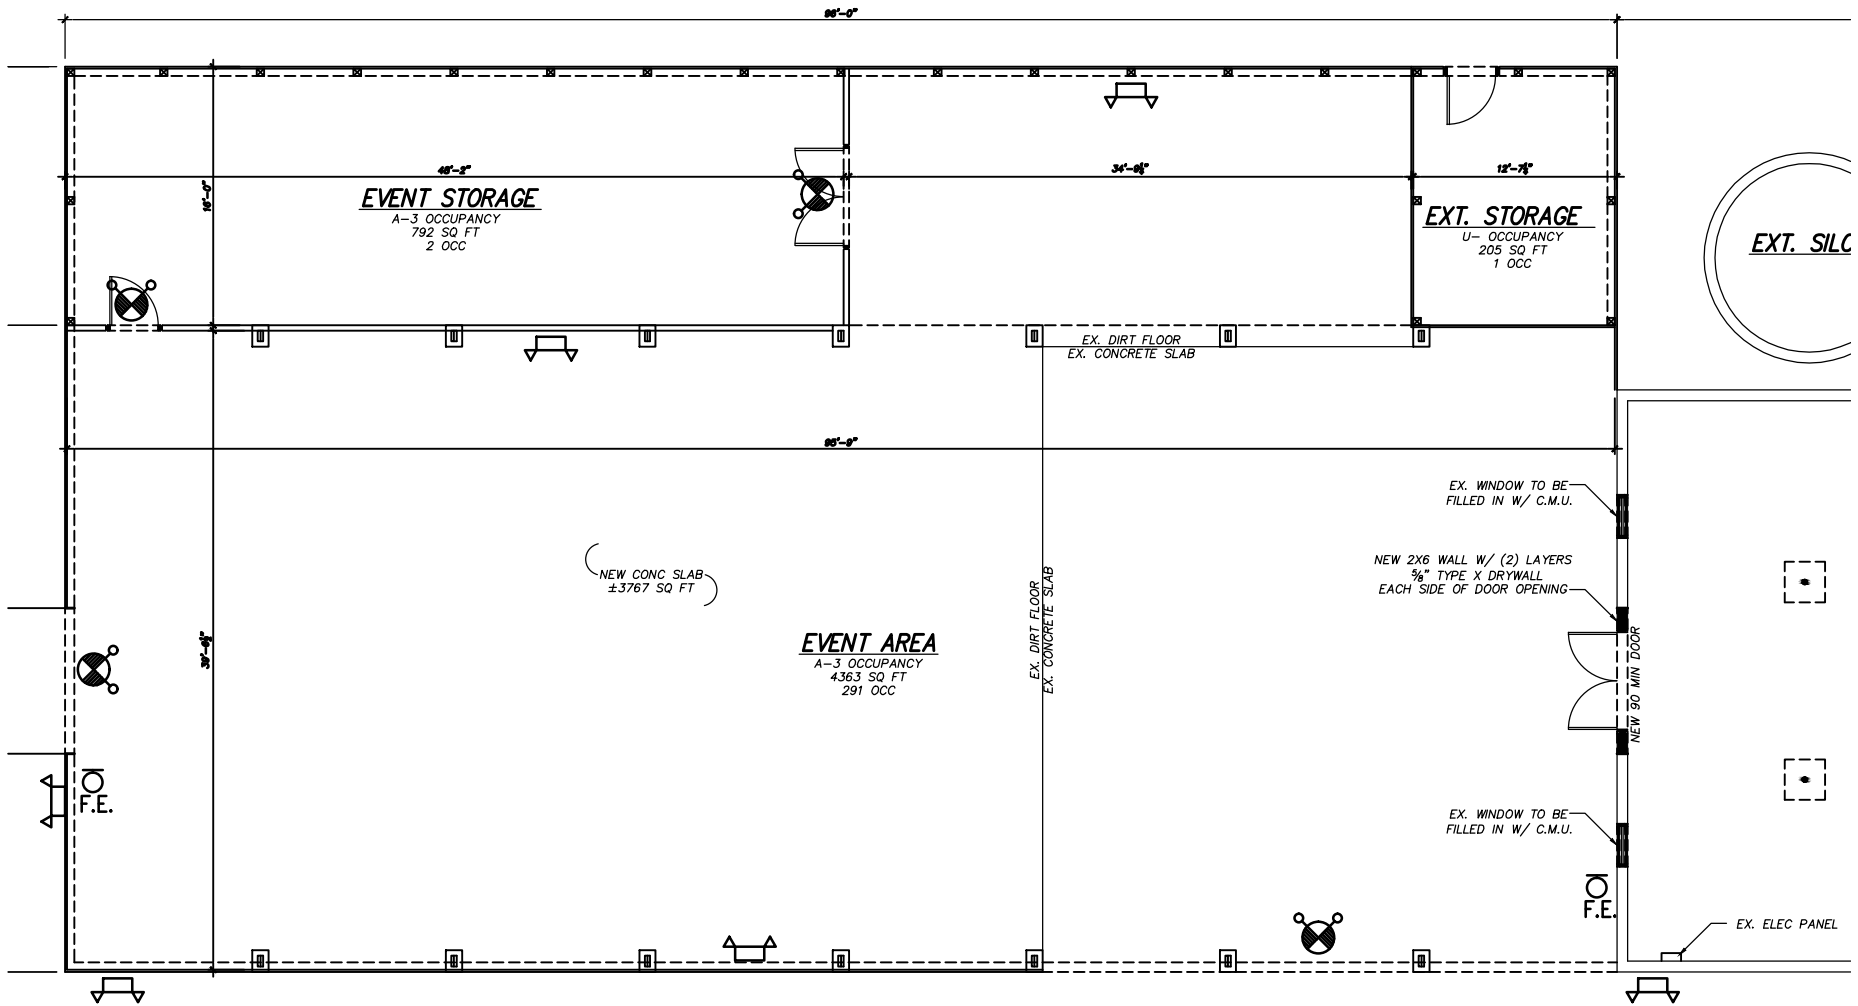 96'-0"
48'-2"
34'-9⅝"
12'-7⅝"
16'-0"
EVENT STORAGE
A-3 OCCUPANCY
792 SQ FT
2 OCC
EXT. STORAGE
U- OCCUPANCY
205 SQ FT
1 OCC
EXT. SILO
EX. DIRT FLOOR
EX. CONCRETE SLAB
95'-9"
EX. WINDOW TO BE
FILLED IN W/ C.M.U.
NEW 2X6 WALL W/ (2) LAYERS
⅝" TYPE X DRYWALL
EACH SIDE OF DOOR OPENING
NEW CONC SLAB
±3767 SQ FT
EX. DIRT FLOOR
EX. CONCRETE SLAB
EVENT AREA
A-3 OCCUPANCY
4363 SQ FT
291 OCC
NEW 90 MIN DOOR
F.E.
EX. WINDOW TO BE
FILLED IN W/ C.M.U.
F.E.
EX. ELEC PANEL